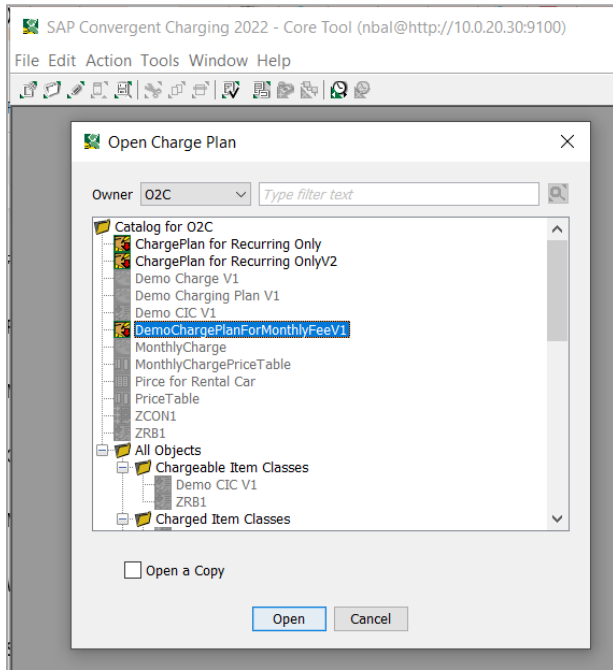 SAP Convergent Charging 2022 - Core Tool (nbal@http://10.0.20.30:9100)
File Edit Action Tools Window Help
Open Charge Plan
Owner O2C Type filter text
Catalog for O2C
ChargePlan for Recurring Only
ChargePlan for Recurring OnlyV2
Demo Charge V1
Demo Charging Plan V1
Demo CIC V1
DemoChargePlanForMonthlyFeeV1
MonthlyCharge
MonthlyChargePriceTable
Pirce for Rental Car
PriceTable
ZCON1
ZRB1
All Objects
Chargeable Item Classes
Demo CIC V1
ZRB1
Charged Item Classes
Open a Copy
Open Cancel